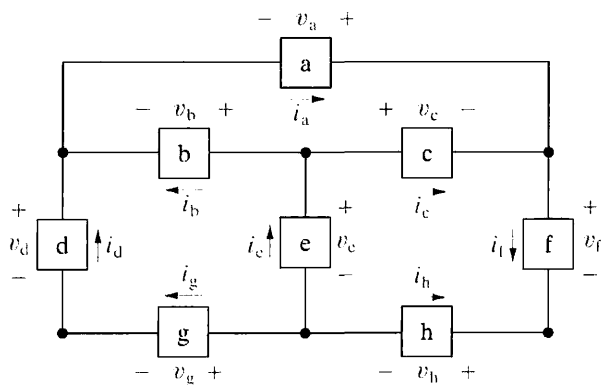 − v_a +
a
i_a
− v_b +
+ v_c −
b
c
i_b
i_c
+
v_d
−
d
i_d
i_e
e
+
v_e
−
i_f
f
+
v_f
−
i_g
i_h
g
h
− v_g +
− v_h +